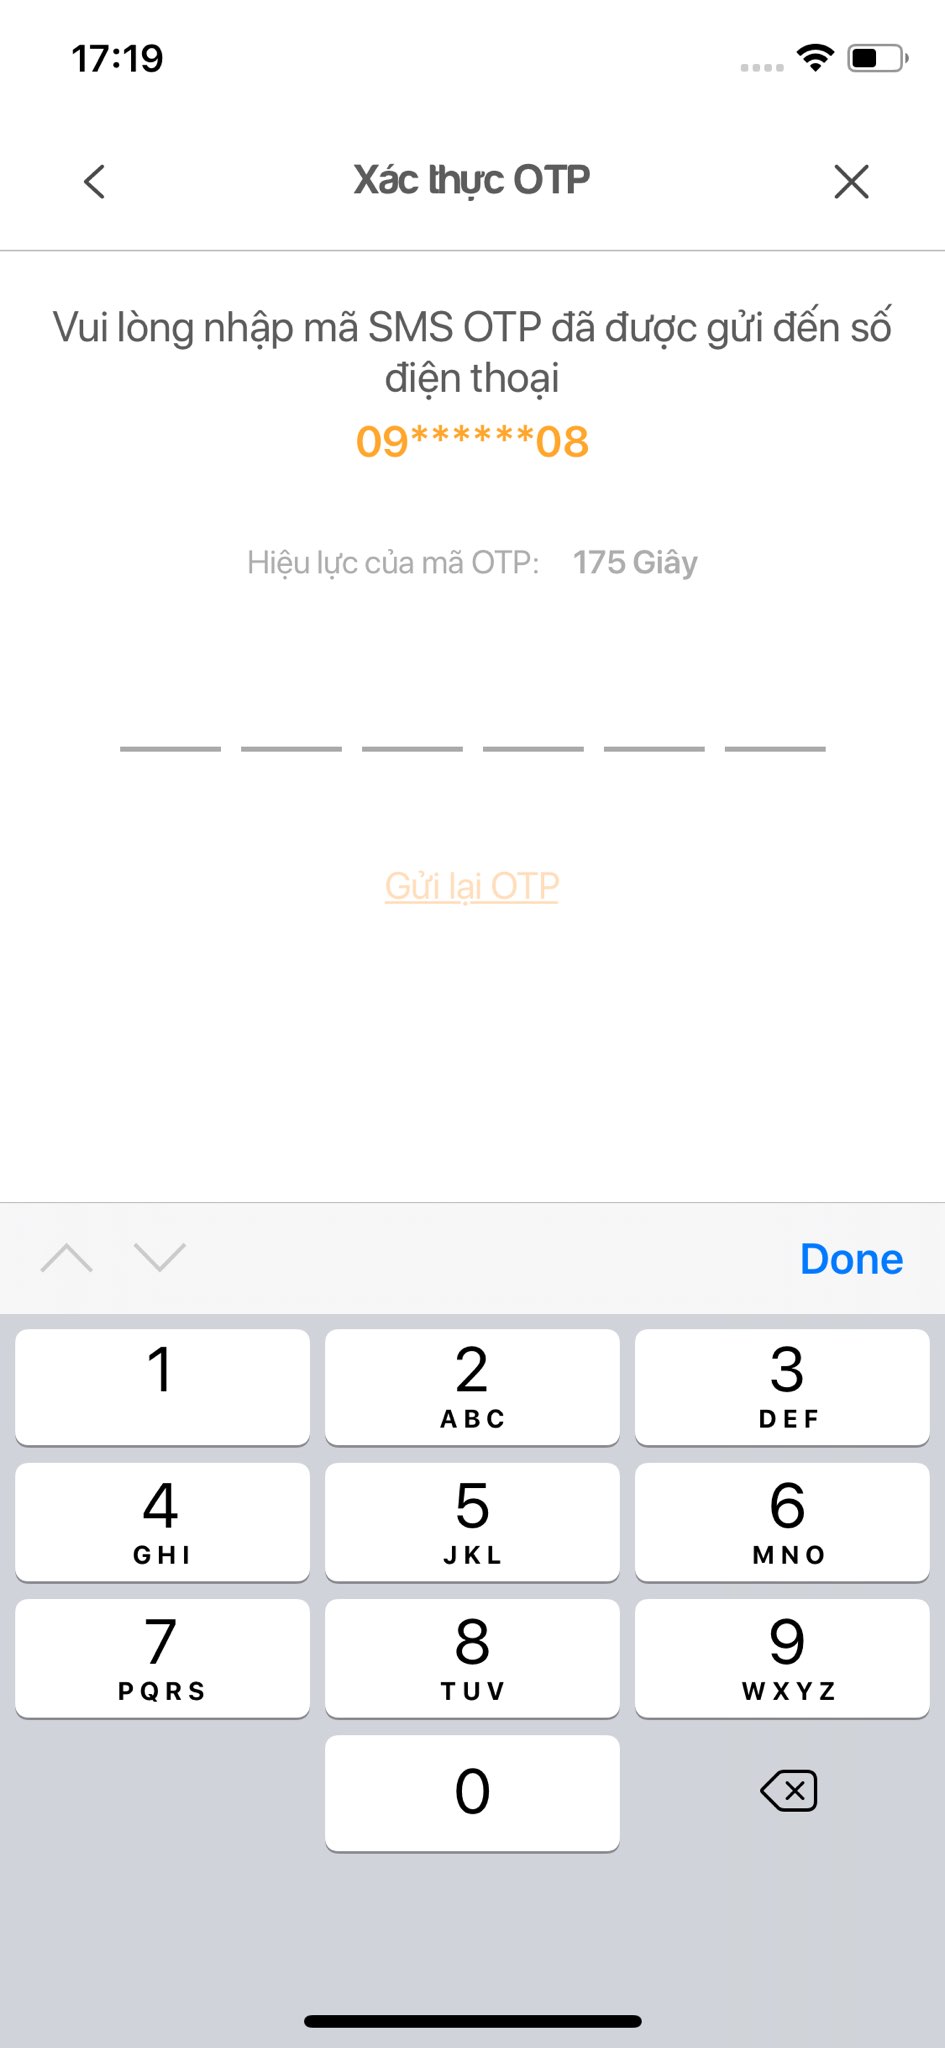 17:19
Xác thực OTP
Vui lòng nhập mã SMS OTP đã được gửi đến số
điện thoại
09******08
Hiệu lực của mã OTP: 175 Giây
Gửi lại OTP
Done
1 2 3
ABC DEF
4 5 6
GHI JKL MNO
7 8 9
PQRS TUV WXYZ
0